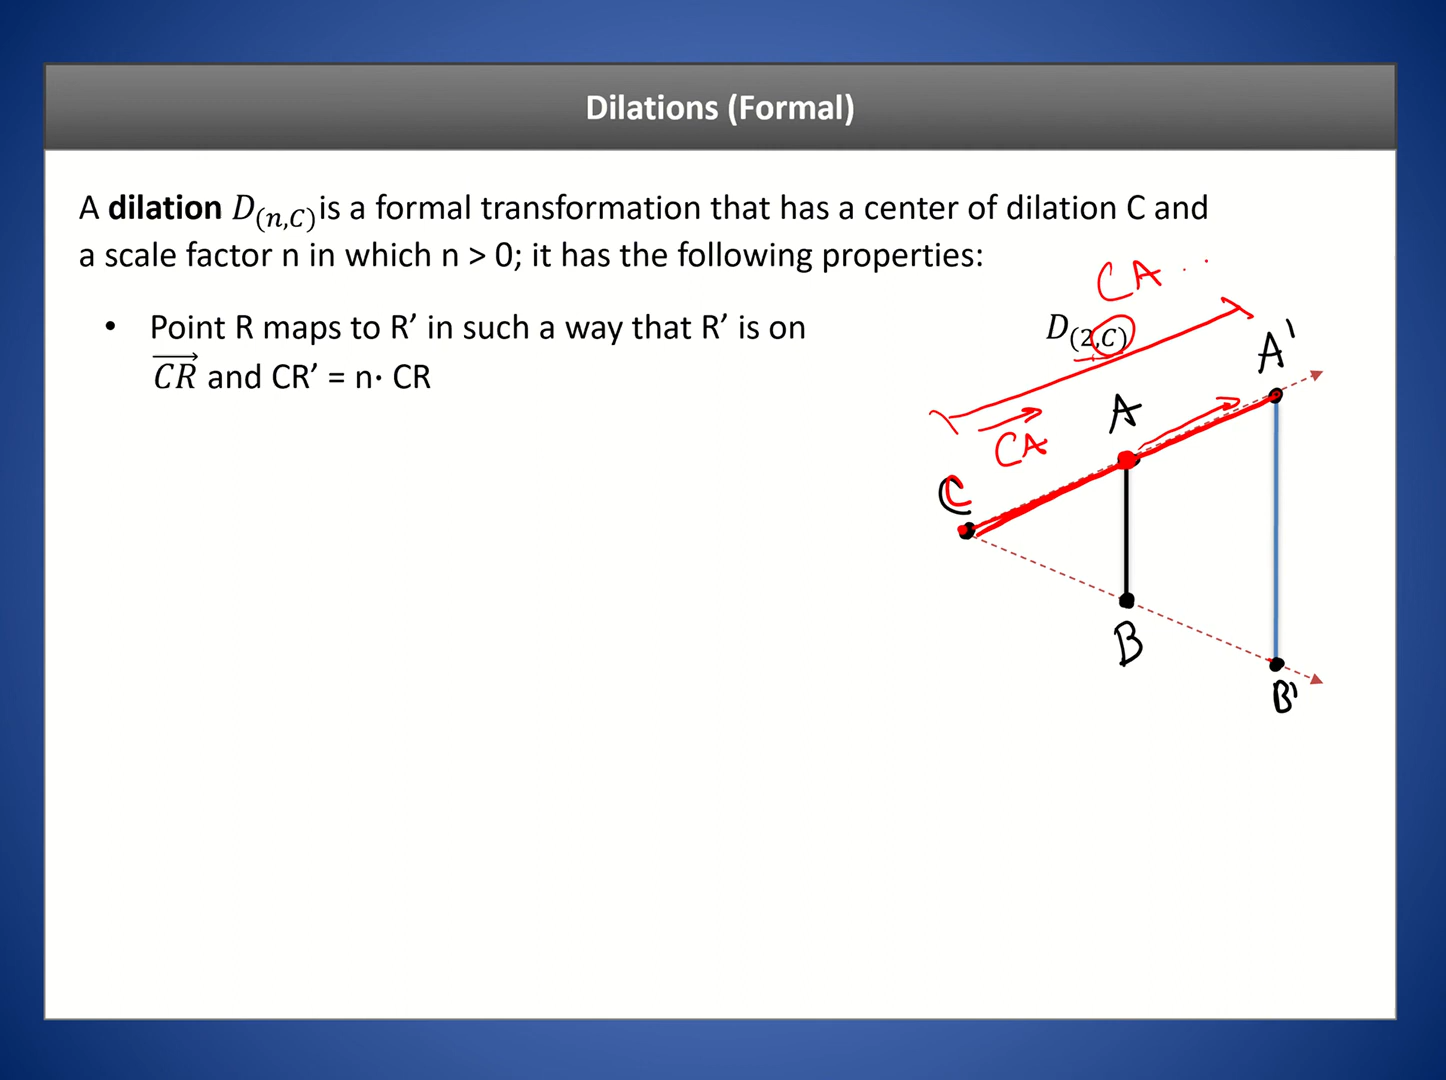 Dilations (Formal)
A dilation D(n,C) is a formal transformation that has a center of dilation C and
a scale factor n in which n > 0; it has the following properties:
• Point R maps to R’ in such a way that R’ is on
CR and CR’ = n· CR
CA . .
D(2,C)
A'
A
CA
C
B
B'